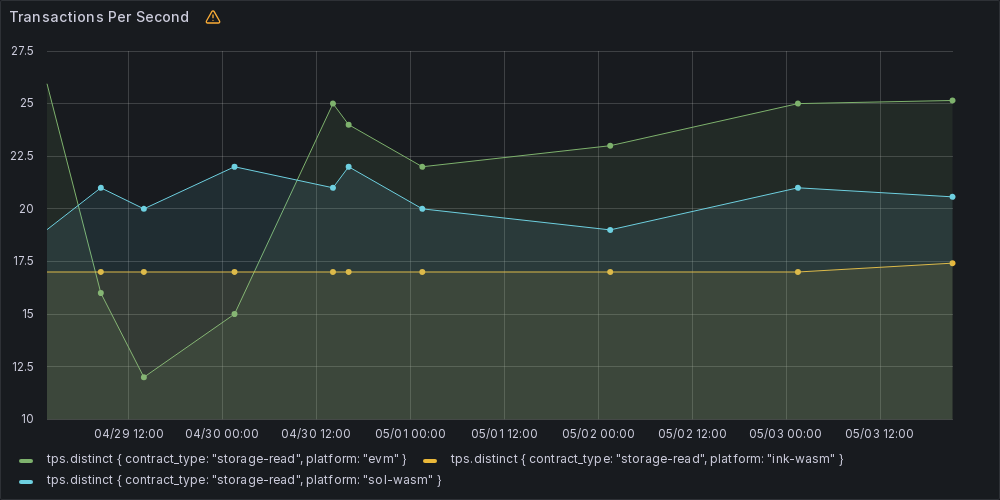 Transactions Per Second
27.5
25
22.5
20
17.5
15
12.5
10
04/29 12:00 04/30 00:00 04/30 12:00 05/01 00:00 05/01 12:00 05/02 00:00 05/02 12:00 05/03 00:00 05/03 12:00
tps.distinct { contract_type: "storage-read", platform: "evm" } tps.distinct { contract_type: "storage-read", platform: "ink-wasm" }
tps.distinct { contract_type: "storage-read", platform: "sol-wasm" }